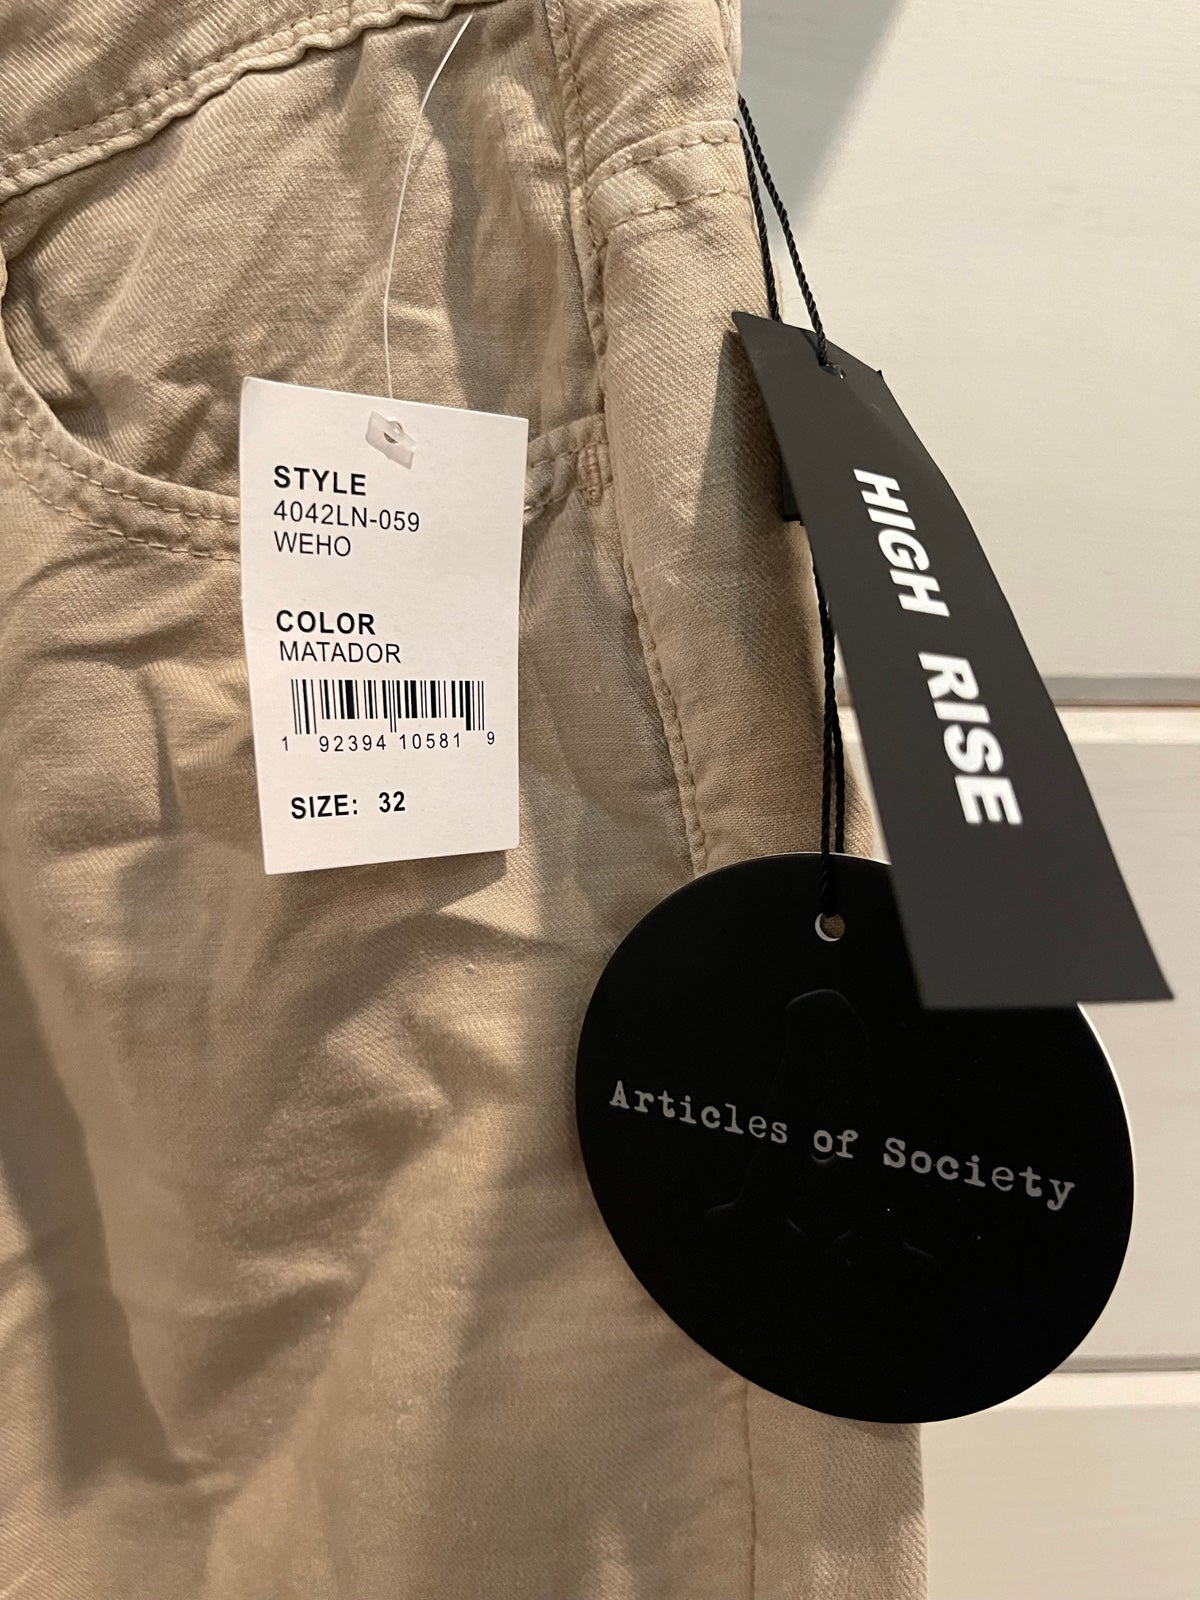 STYLE
4042LN-059
WEHO
COLOR
MATADOR
1 92394 10581 9
SIZE: 32
HIGH RISE
Articles of Society